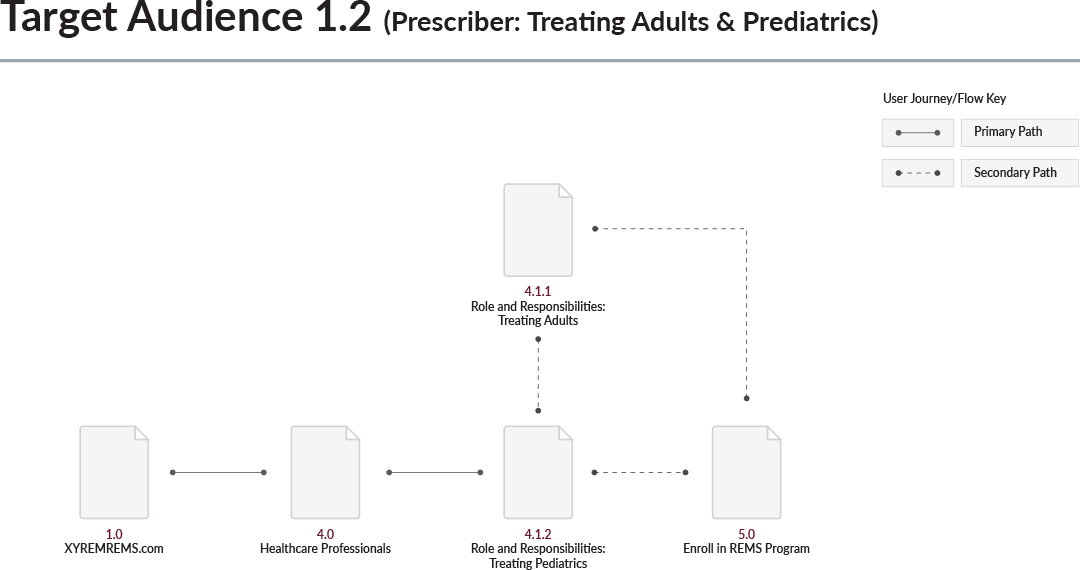 Target Audience 1.2 (Prescriber: Treating Adults & Prediatrics)
User Journey/Flow Key
Primary Path
Secondary Path
4.1.1
Role and Responsibilities:
Treating Adults
1.0
XYREMREMS.com
4.0
Healthcare Professionals
4.1.2
Role and Responsibilities:
Treating Pediatrics
5.0
Enroll in REMS Program